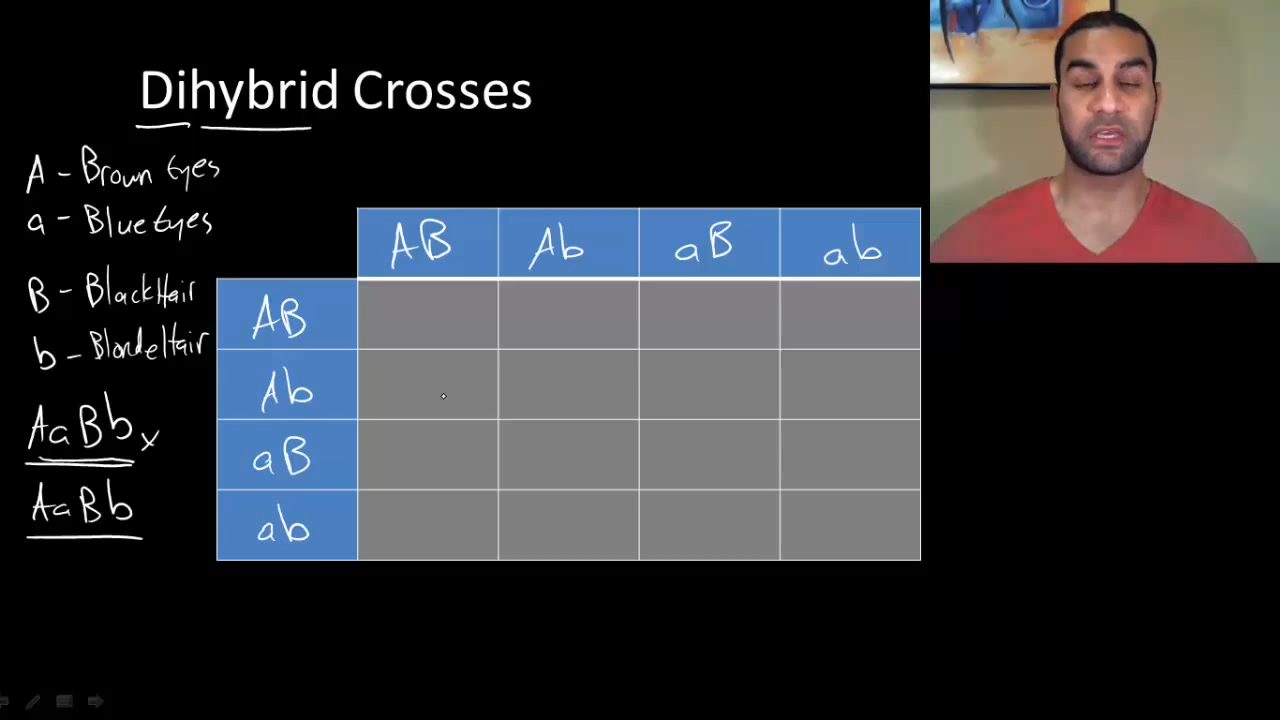 Dihybrid Crosses
A - Brown Eyes
a - Blue Eyes
B - Black Hair
b - Blonde Hair
AaBb x
AaBb
AB Ab aB ab
AB
Ab
aB
ab